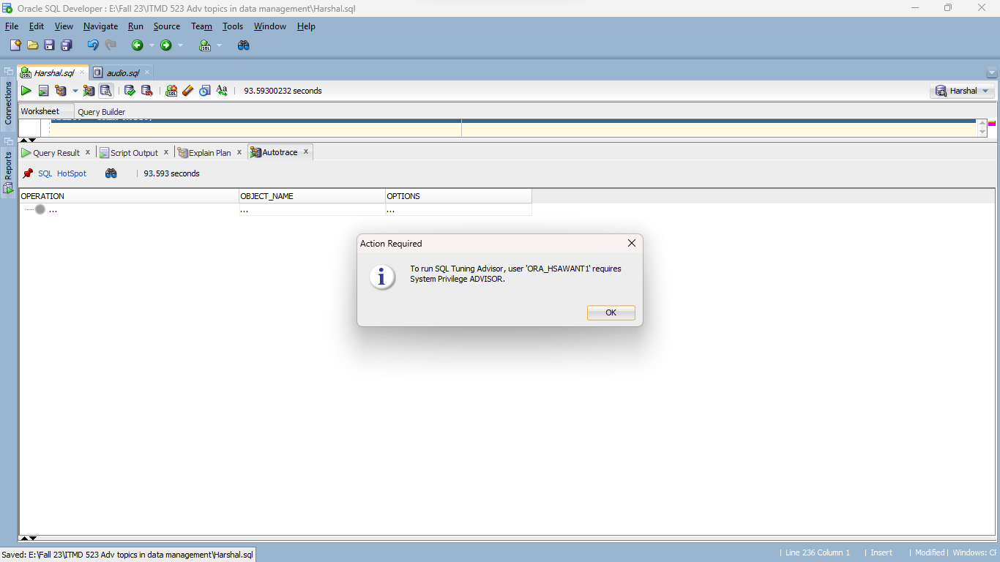 Oracle SQL Developer : E:\Fall 23\ITMD 523 Adv topics in data management\Harshal.sql
File Edit View Navigate Run Source Team Tools Window Help
Harshal.sql
audio.sql
Connections
Reports
93.59300232 seconds
Harshal
Worksheet Query Builder
Query Result
Script Output
Explain Plan
Autotrace
SQL HotSpot
93.593 seconds
OPERATION OBJECT_NAME OPTIONS
... ... ...
Action Required
To run SQL Tuning Advisor, user 'ORA_HSAWANT1' requires
System Privilege ADVISOR.
OK
Saved: E:\Fall 23\ITMD 523 Adv topics in data management\Harshal.sql
| Line 236 Column 1 | Insert | Modified | Windows: